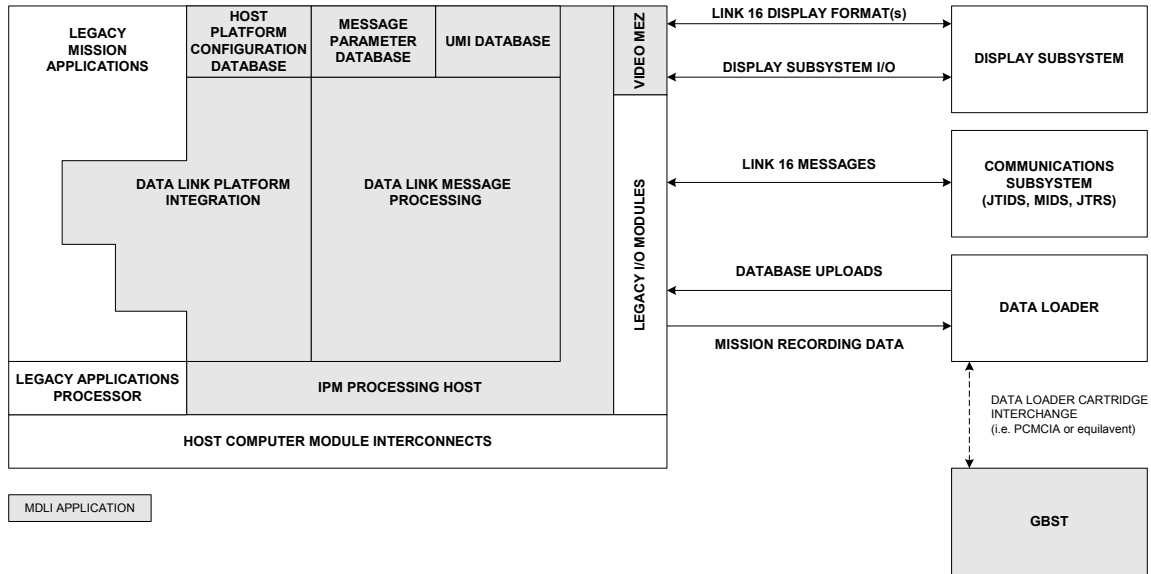 LEGACY
MISSION
APPLICATIONS
HOST
PLATFORM
CONFIGURATION
DATABASE
MESSAGE
PARAMETER
DATABASE
UMI DATABASE
VIDEO MEZ
LINK 16 DISPLAY FORMAT(s)
DISPLAY SUBSYSTEM I/O
DISPLAY SUBSYSTEM
DATA LINK PLATFORM
INTEGRATION
DATA LINK MESSAGE
PROCESSING
LEGACY I/O MODULES
LINK 16 MESSAGES
COMMUNICATIONS
SUBSYSTEM
(JTIDS, MIDS, JTRS)
DATABASE UPLOADS
DATA LOADER
MISSION RECORDING DATA
LEGACY APPLICATIONS
PROCESSOR
IPM PROCESSING HOST
DATA LOADER CARTRIDGE
INTERCHANGE
(i.e. PCMCIA or equilavent)
HOST COMPUTER MODULE INTERCONNECTS
MDLI APPLICATION
GBST